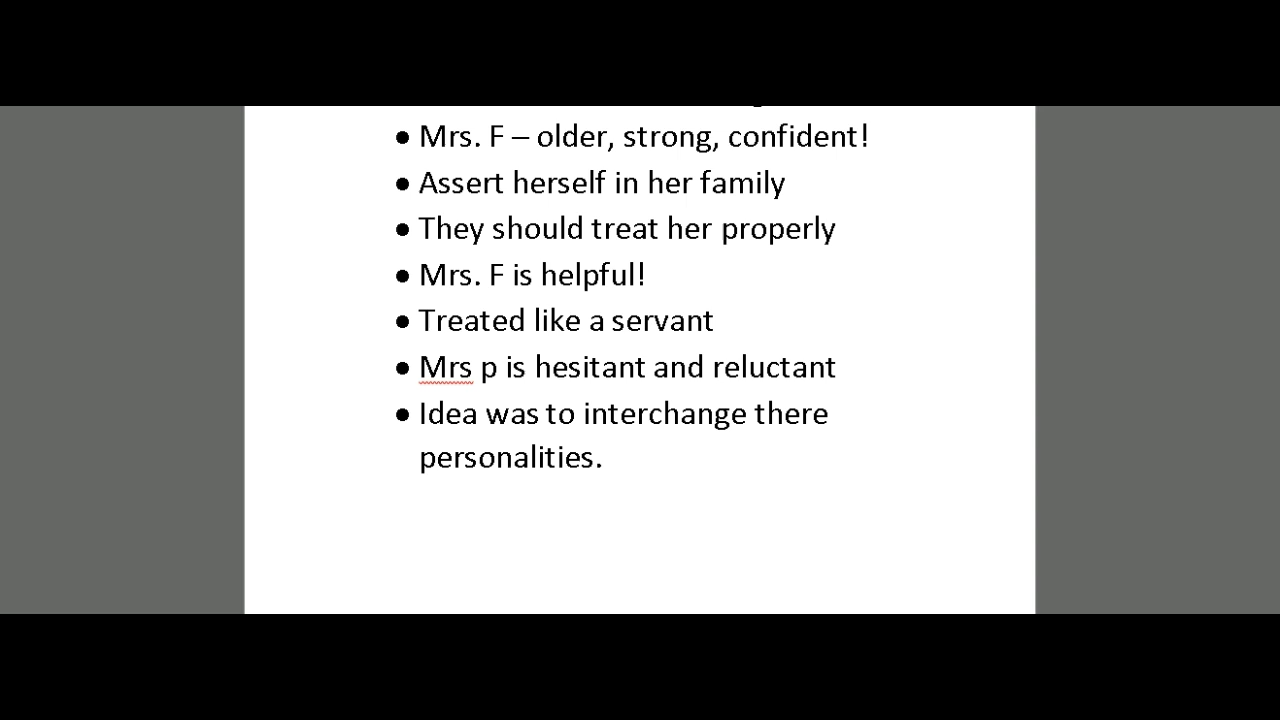 • Mrs. F – older, strong, confident!
• Assert herself in her family
• They should treat her properly
• Mrs. F is helpful!
• Treated like a servant
• Mrs p is hesitant and reluctant
• Idea was to interchange there
personalities.